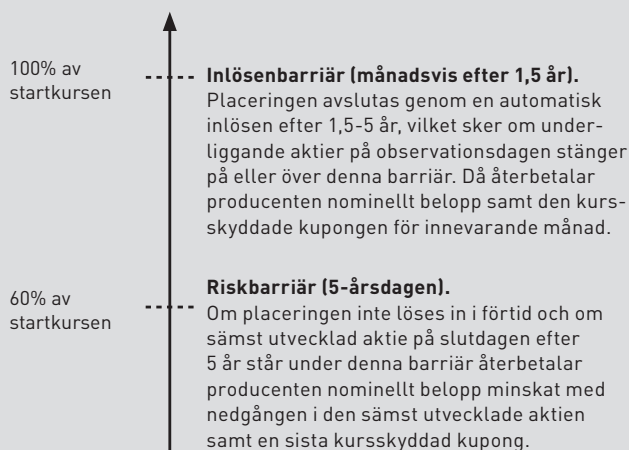 100% av
startkursen
Inlösenbarriär (månadsvis efter 1,5 år).
Placeringen avslutas genom en automatisk
inlösen efter 1,5-5 år, vilket sker om under-
liggande aktier på observationsdagen stänger
på eller över denna barriär. Då återbetalar
producenten nominellt belopp samt den kurs-
skyddade kupongen för innevarande månad.
60% av
startkursen
Riskbarriär (5-årsdagen).
Om placeringen inte löses in i förtid och om
sämst utvecklad aktie på slutdagen efter
5 år står under denna barriär återbetalar
producenten nominellt belopp minskat med
nedgången i den sämst utvecklade aktien
samt en sista kursskyddad kupong.